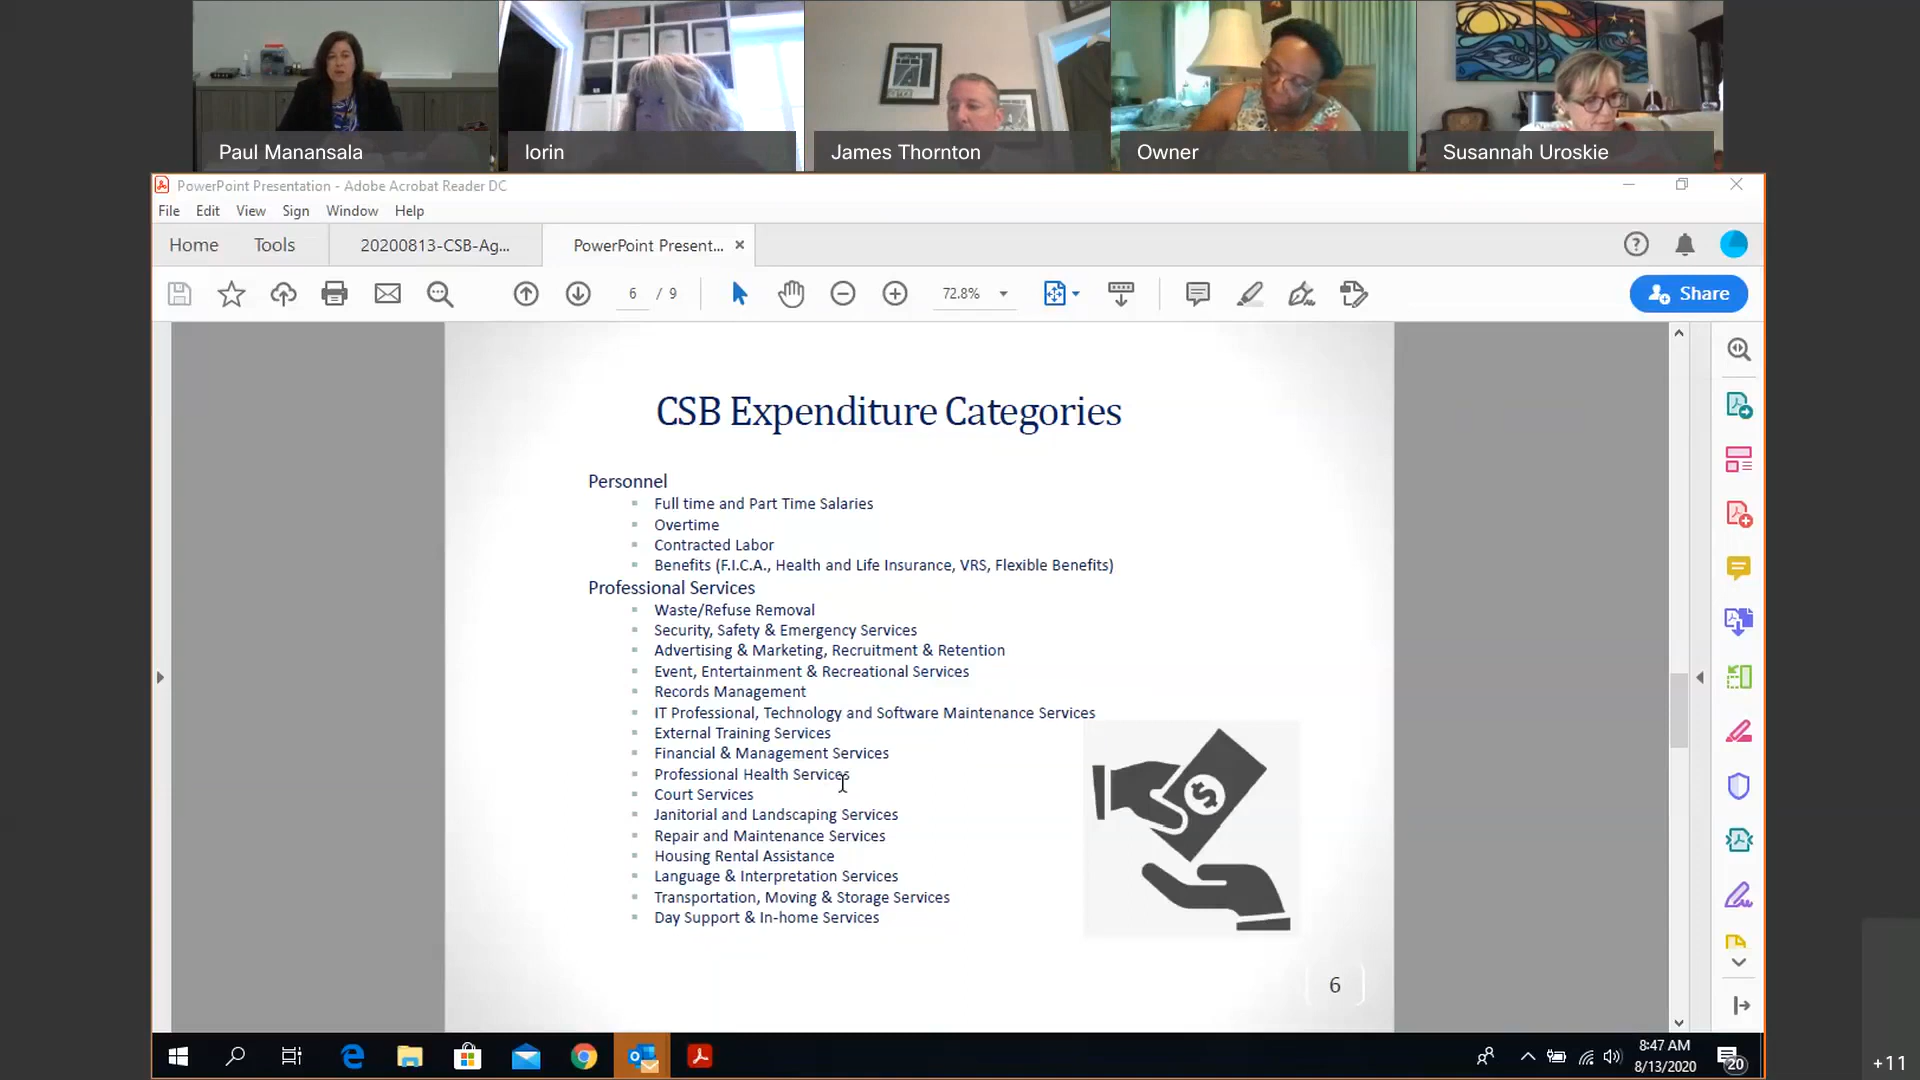 Paul Manansala
lorin
James Thornton
Owner
Susannah Uroskie
PowerPoint Presentation - Adobe Acrobat Reader DC
File Edit View Sign Window Help
Home Tools 20200813-CSB-Ag... PowerPoint Present... ×
6 / 9 72.8% Share
CSB Expenditure Categories
Personnel
Full time and Part Time Salaries
Overtime
Contracted Labor
Benefits (F.I.C.A., Health and Life Insurance, VRS, Flexible Benefits)
Professional Services
Waste/Refuse Removal
Security, Safety & Emergency Services
Advertising & Marketing, Recruitment & Retention
Event, Entertainment & Recreational Services
Records Management
IT Professional, Technology and Software Maintenance Services
External Training Services
Financial & Management Services
Professional Health Services
Court Services
Janitorial and Landscaping Services
Repair and Maintenance Services
Housing Rental Assistance
Language & Interpretation Services
Transportation, Moving & Storage Services
Day Support & In-home Services
$
6
8:47 AM
8/13/2020
20
+11